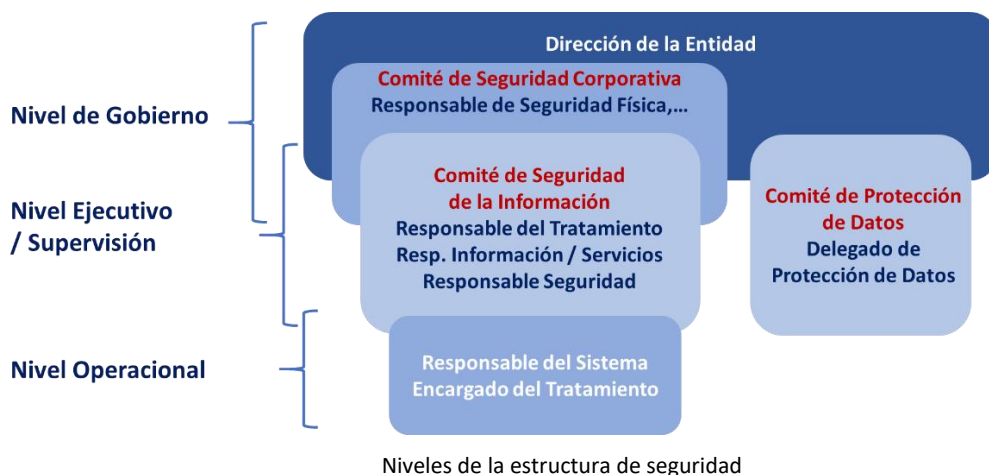 Dirección de la Entidad
Comité de Seguridad Corporativa
Responsable de Seguridad Física,...
Nivel de Gobierno
Comité de Seguridad
de la Información
Responsable del Tratamiento
Resp. Información / Servicios
Responsable Seguridad
Comité de Protección
de Datos
Delegado de
Protección de Datos
Nivel Ejecutivo
/ Supervisión
Nivel Operacional
Responsable del Sistema
Encargado del Tratamiento
Niveles de la estructura de seguridad